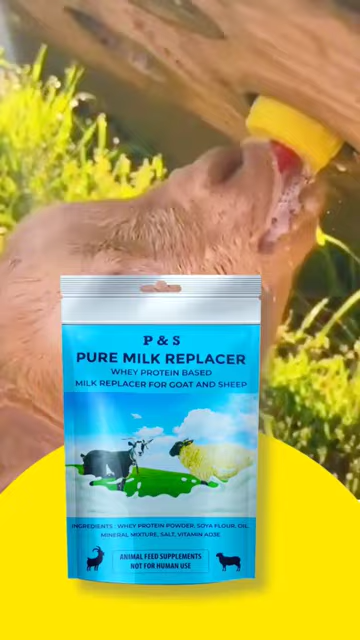 P & S
PURE MILK REPLACER
WHEY PROTEIN BASED
MILK REPLACER FOR GOAT AND SHEEP
INGREDIENTS : WHEY PROTEIN POWDER, SOYA FLOUR, OIL,
MINERAL MIXTURE, SALT, VITAMIN AD3E
ANIMAL FEED SUPPLEMENTS
NOT FOR HUMAN USE